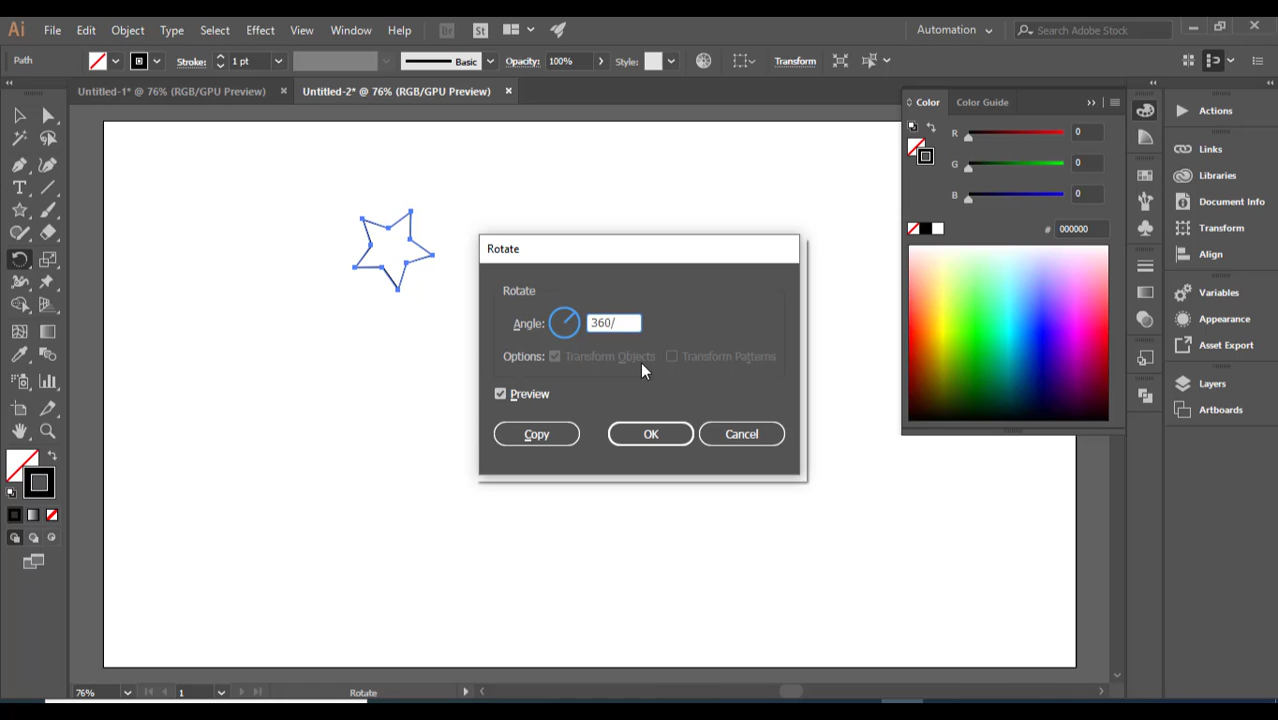 Ai File Edit Object Type Select Effect View Window Help Br St Automation Search Adobe Stock
Path Stroke: 1 pt Basic Opacity: 100% Style: Transform
Untitled-1* @ 76% (RGB/GPU Preview) Untitled-2* @ 76% (RGB/GPU Preview)
Color Color Guide
R 0
G 0
B 0
# 000000
Actions
Links
Libraries
Document Info
Transform
Align
Variables
Appearance
Asset Export
Layers
Artboards
Rotate
Rotate
Angle: 360/
Options: Transform Objects Transform Patterns
Preview
Copy OK Cancel
76% 1 Rotate